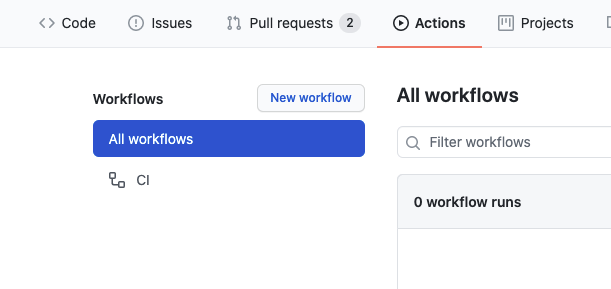 Code Issues Pull requests 2 Actions Projects
Workflows New workflow All workflows
All workflows Filter workflows
CI
0 workflow runs